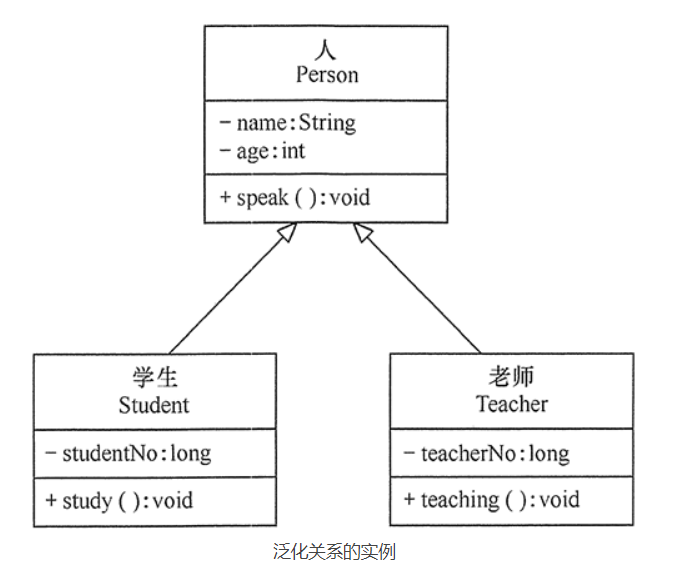 人
Person
- name:String
- age:int
+ speak ( ):void
学生
Student
- studentNo:long
+ study ( ):void
老师
Teacher
- teacherNo:long
+ teaching ( ):void
泛化关系的实例